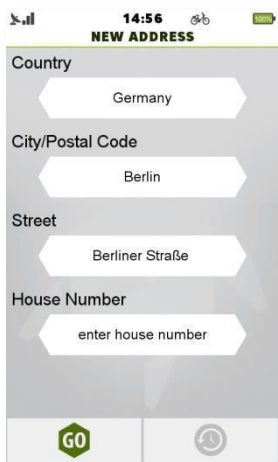 14:56
100%
NEW ADDRESS
Country
Germany
City/Postal Code
Berlin
Street
Berliner Straße
House Number
enter house number
GO